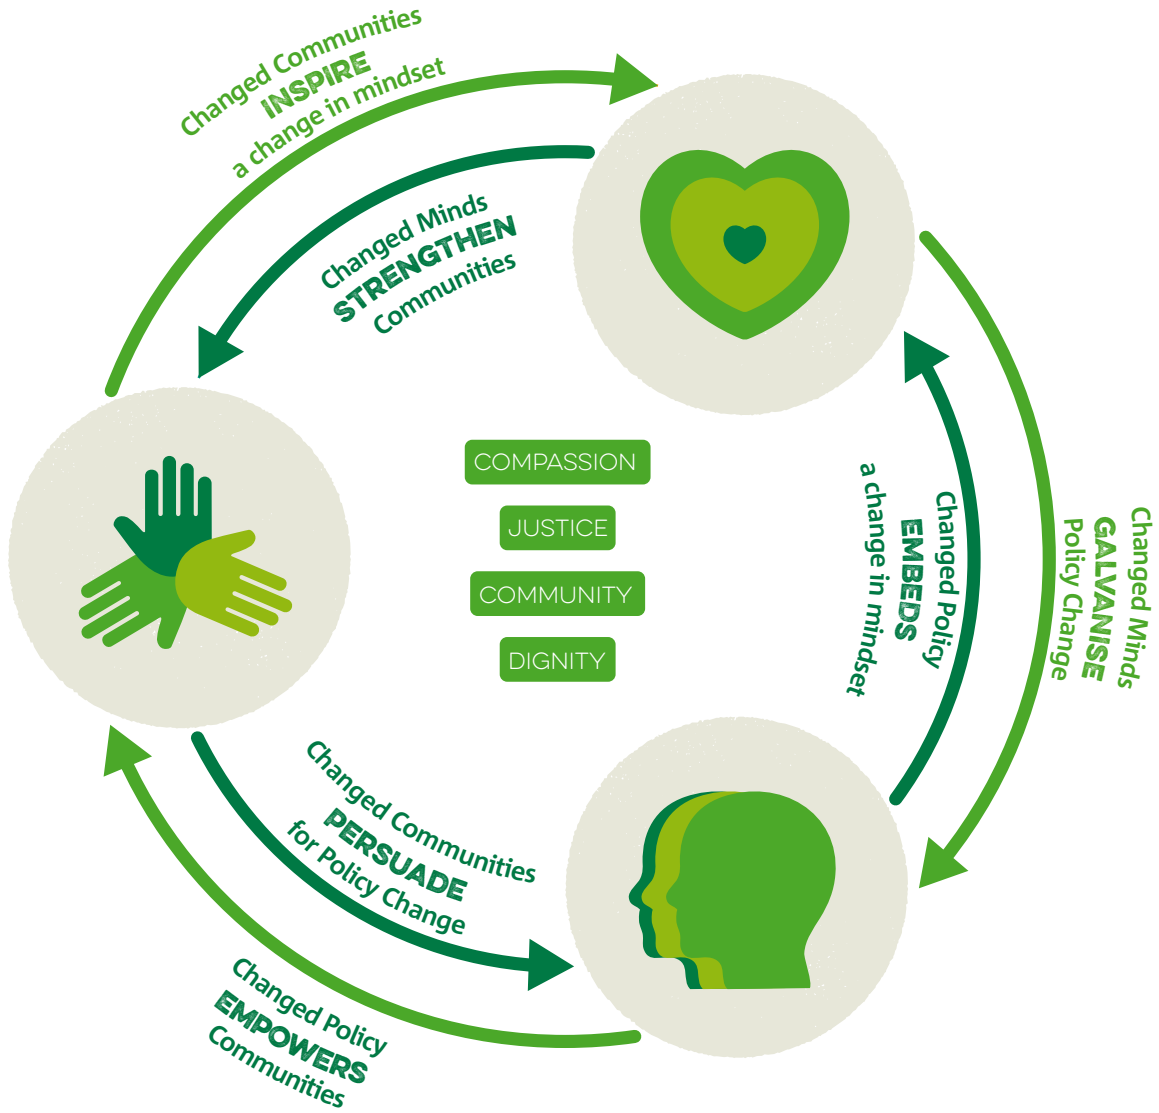 Changed Communities
INSPIRE
a change in mindset
Changed Minds
STRENGTHEN
Communities
COMPASSION
JUSTICE
COMMUNITY
DIGNITY
Changed Policy
EMBEDS
a change in mindset
Changed Minds
GALVANISE
Policy Change
Changed Communities
PERSUADE
for Policy Change
Changed Policy
EMPOWERS
Communities